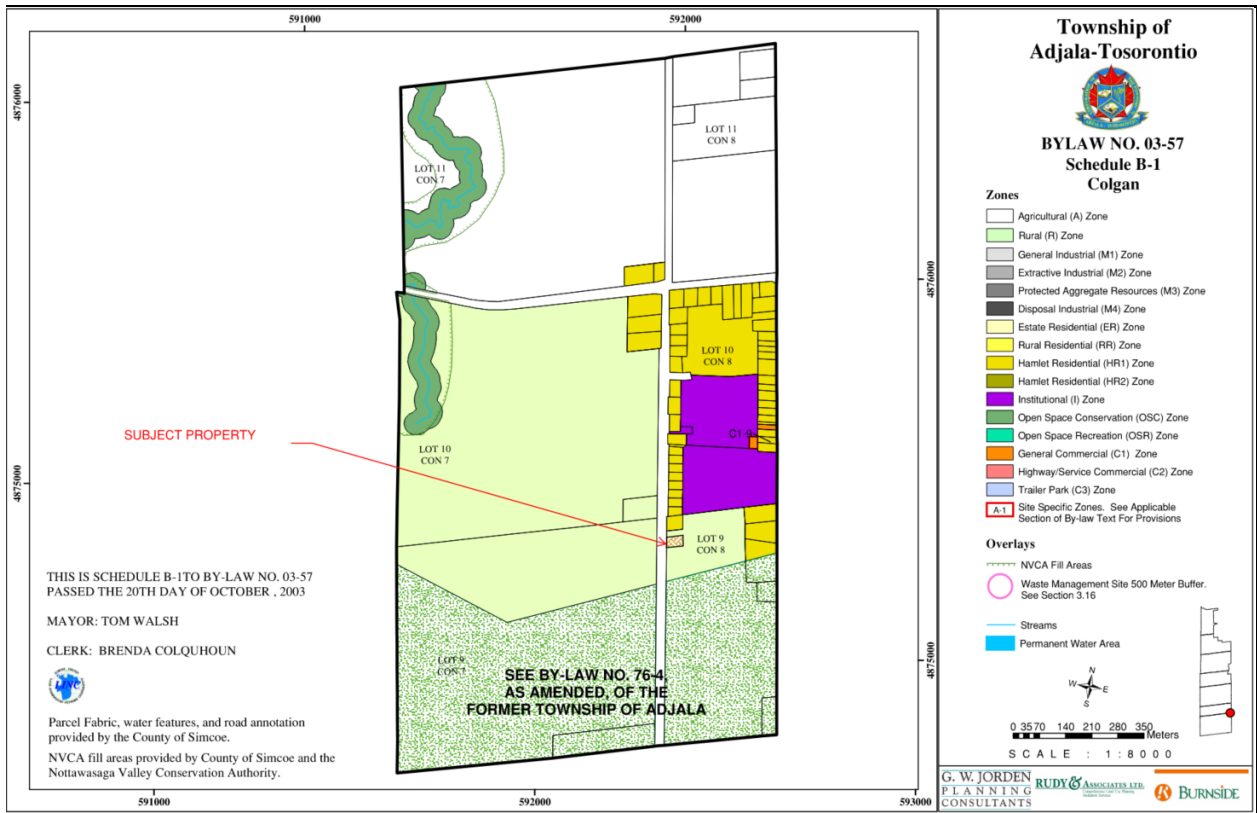 591000
592000
4876000
4875000
4876000
4875000
591000
592000
593000
LOT 11
CON 8
LOT 11
CON 7
LOT 10
CON 8
C1-9
SUBJECT PROPERTY
LOT 10
CON 7
LOT 9
CON 8
LOT 9
CON 7
SEE BY-LAW NO. 76-4,
AS AMENDED, OF THE
FORMER TOWNSHIP OF ADJALA
THIS IS SCHEDULE B-1TO BY-LAW NO. 03-57
PASSED THE 20TH DAY OF OCTOBER , 2003
MAYOR: TOM WALSH
CLERK: BRENDA COLQUHOUN
LINC
Parcel Fabric, water features, and road annotation
provided by the County of Simcoe.
NVCA fill areas provided by County of Simcoe and the
Nottawasaga Valley Conservation Authority.
Township of
Adjala-Tosorontio
ADJALA-TOSORONTIO
BYLAW NO. 03-57
Schedule B-1
Colgan
Zones
Agricultural (A) Zone
Rural (R) Zone
General Industrial (M1) Zone
Extractive Industrial (M2) Zone
Protected Aggregate Resources (M3) Zone
Disposal Industrial (M4) Zone
Estate Residential (ER) Zone
Rural Residential (RR) Zone
Hamlet Residential (HR1) Zone
Hamlet Residential (HR2) Zone
Institutional (I) Zone
Open Space Conservation (OSC) Zone
Open Space Recreation (OSR) Zone
General Commercial (C1) Zone
Highway/Service Commercial (C2) Zone
Trailer Park (C3) Zone
A-1
Site Specific Zones. See Applicable
Section of By-law Text For Provisions
Overlays
NVCA Fill Areas
Waste Management Site 500 Meter Buffer.
See Section 3.16
Streams
Permanent Water Area
N
W
E
S
0 35 70 140 210 280 350
Meters
SCALE : 1:8000
G. W. JORDEN
PLANNING
CONSULTANTS
RUDY & ASSOCIATES LTD.
BURNSIDE